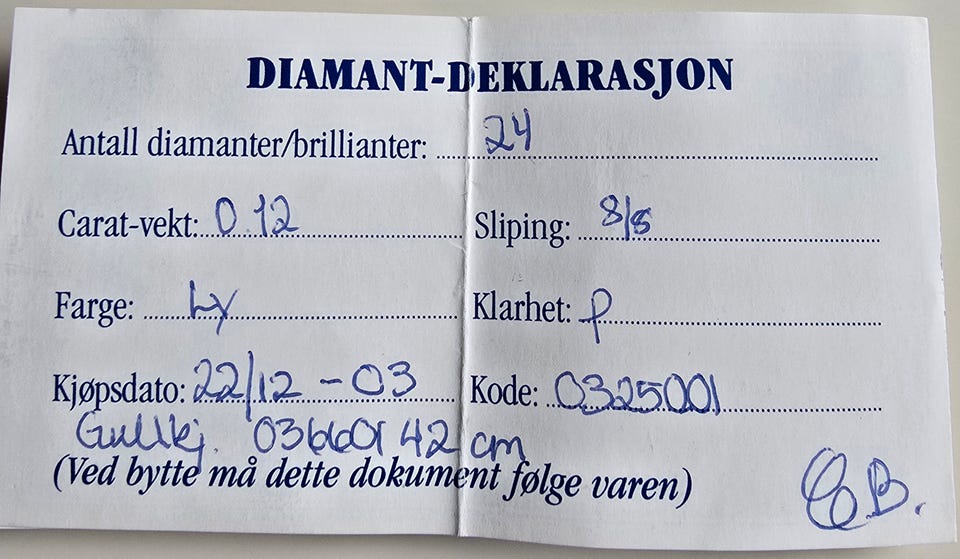 DIAMANT-DEKLARASJON
Antall diamanter/brillianter: 24
Carat-vekt: 0.12 Sliping: 8/8
Farge: Ly Klarhet: p
Kjøpsdato: 22/12 - 03 Kode: 0325001
Gullkj. 036601 42 cm
(Ved bytte må dette dokument følge varen)
E.B.